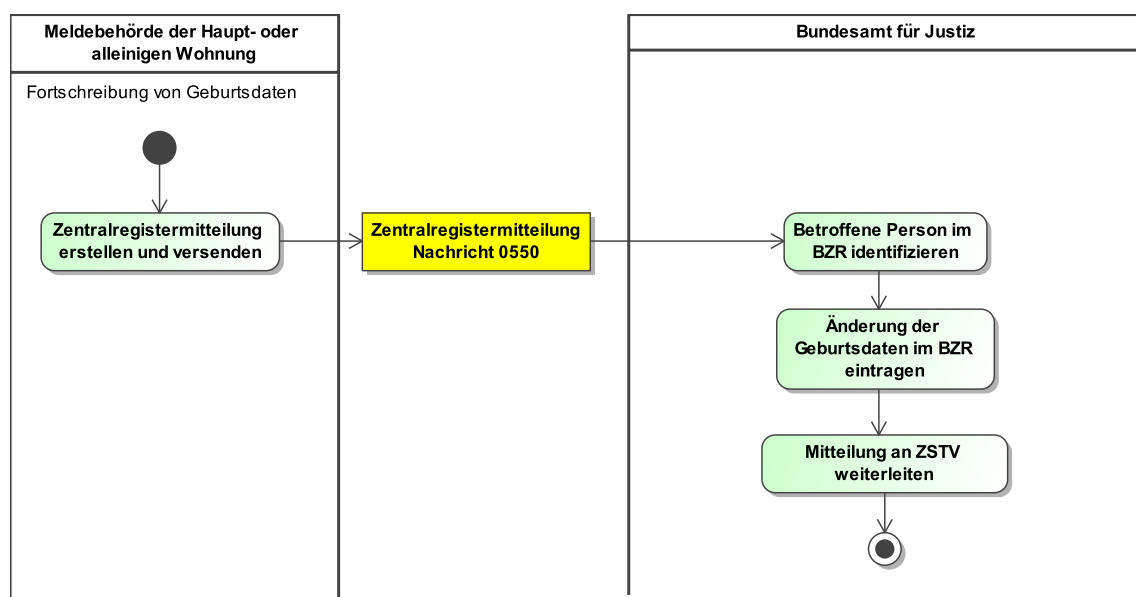 Meldebehörde der Haupt- oder
alleinigen Wohnung
Bundesamt für Justiz
Fortschreibung von Geburtsdaten
Zentralregistermitteilung
erstellen und versenden
Zentralregistermitteilung
Nachricht 0550
Betroffene Person im
BZR identifizieren
Änderung der
Geburtsdaten im BZR
eintragen
Mitteilung an ZSTV
weiterleiten